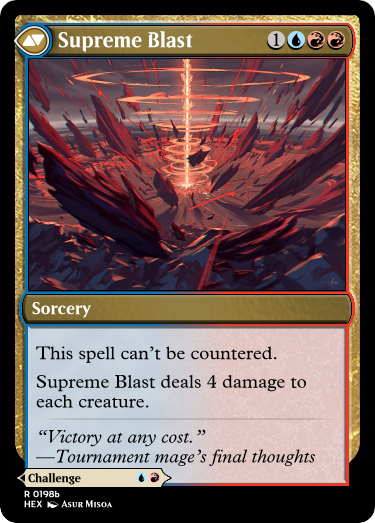 Supreme Blast 1
Sorcery
This spell can't be countered.
Supreme Blast deals 4 damage to
each creature.
“Victory at any cost.”
—Tournament mage's final thoughts
Challenge
R 0198b
HEX Asur Misoa